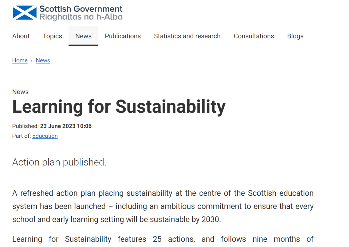 Scottish Government
Riaghaltas na h-Alba
About Topics News Publications Statistics and research Consultations Blogs
Home > News
News
Learning for Sustainability
Published: 23 June 2023 10:06
Part of: Education
Action plan published.
A refreshed action plan placing sustainability at the centre of the Scottish education
system has been launched – including an ambitious commitment to ensure that every
school and early learning setting will be sustainable by 2030.
Learning for Sustainability features 25 actions, and follows nine months of